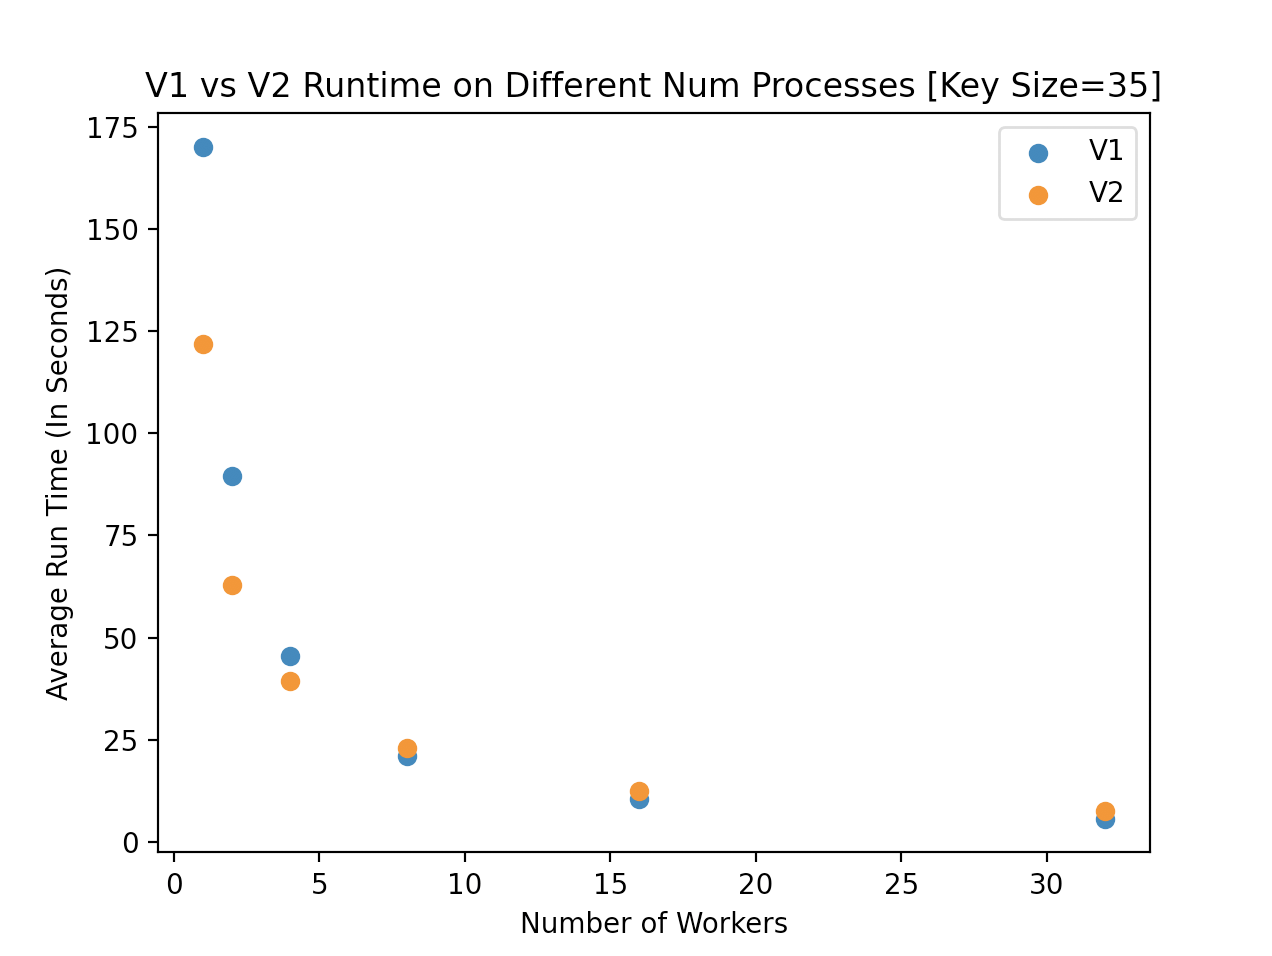 V1 vs V2 Runtime on Different Num Processes [Key Size=35]
V1
V2
175
150
125
100
75
50
25
0
Average Run Time (In Seconds)
0 5 10 15 20 25 30
Number of Workers